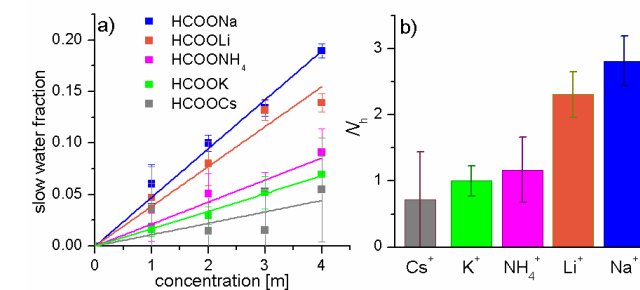 a)
HCOONa
HCOOLi
HCOONH4
HCOOK
HCOOCs
slow water fraction
0.20
0.15
0.10
0.05
0.00
0 1 2 3 4
concentration [m]
b)
Nh
3
2
1
0
Cs+ K+ NH4+ Li+ Na+